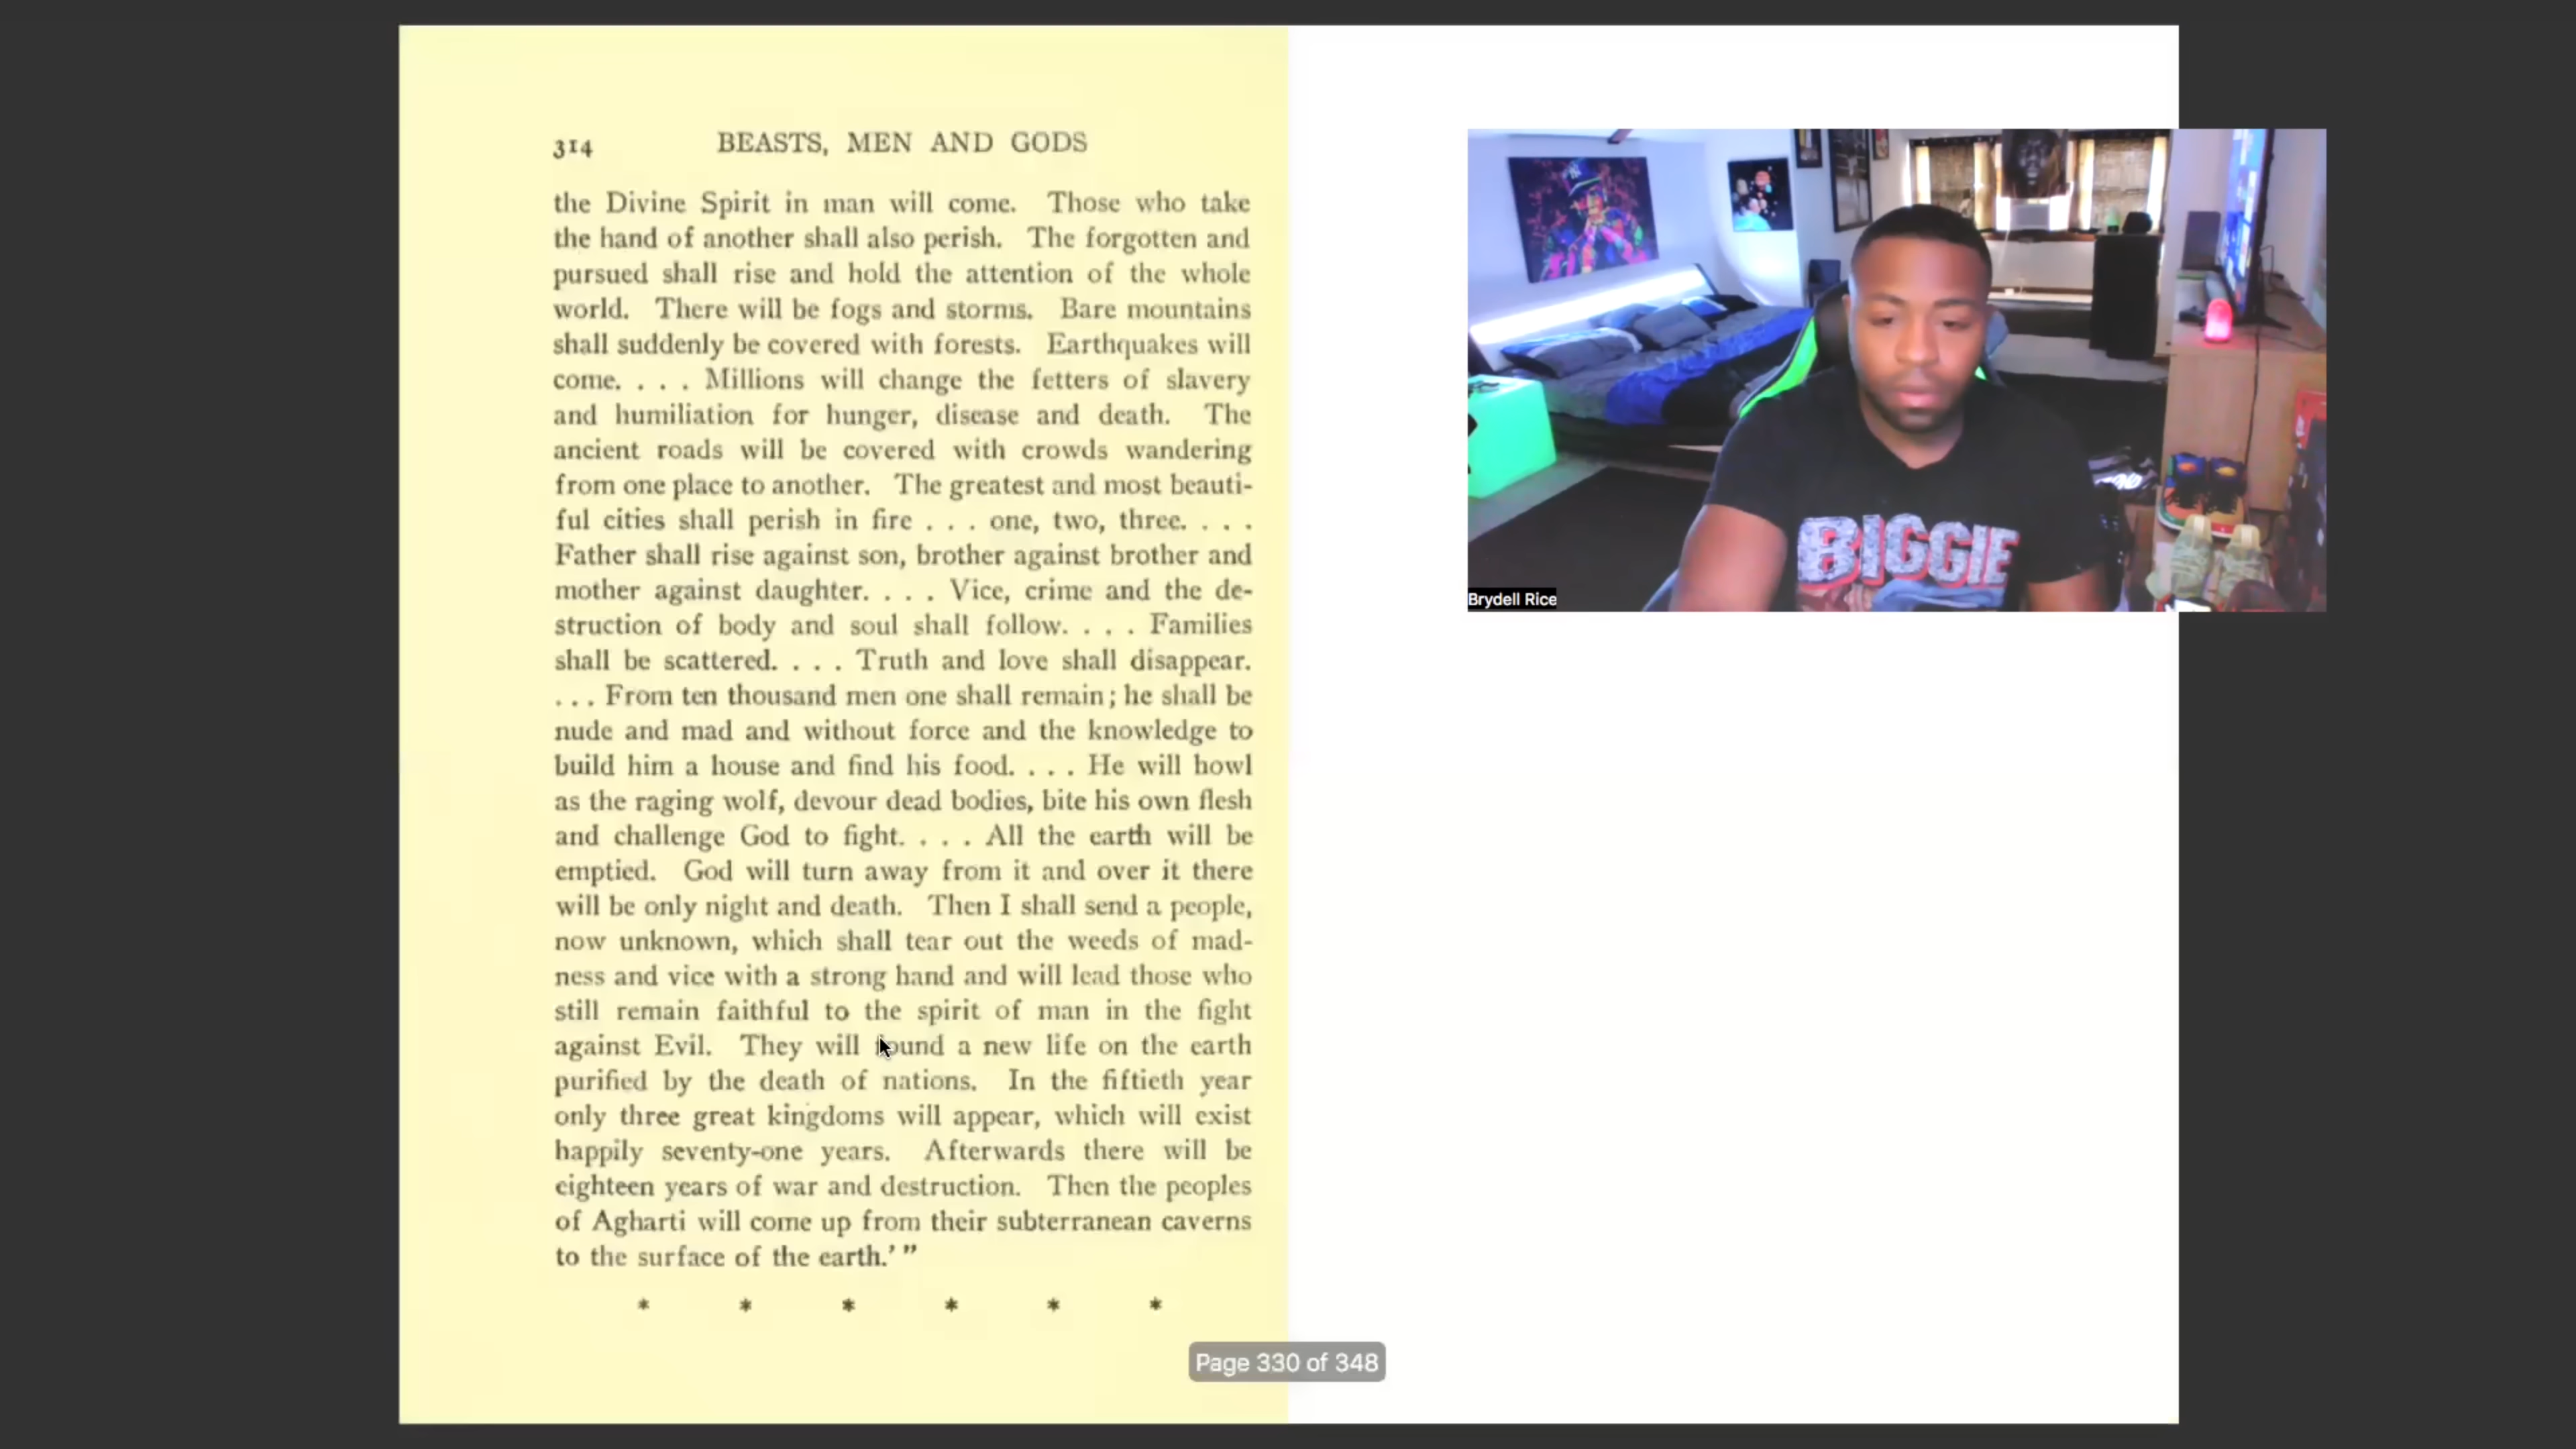 314 BEASTS, MEN AND GODS
the Divine Spirit in man will come. Those who take
the hand of another shall also perish. The forgotten and
pursued shall rise and hold the attention of the whole
world. There will be fogs and storms. Bare mountains
shall suddenly be covered with forests. Earthquakes will
come. . . . Millions will change the fetters of slavery
and humiliation for hunger, disease and death. The
ancient roads will be covered with crowds wandering
from one place to another. The greatest and most beauti-
ful cities shall perish in fire . . . one, two, three. . . .
Father shall rise against son, brother against brother and
mother against daughter. . . . Vice, crime and the de-
struction of body and soul shall follow. . . . Families
shall be scattered. . . . Truth and love shall disappear.
. . . From ten thousand men one shall remain; he shall be
nude and mad and without force and the knowledge to
build him a house and find his food. . . . He will howl
as the raging wolf, devour dead bodies, bite his own flesh
and challenge God to fight. . . . All the earth will be
emptied. God will turn away from it and over it there
will be only night and death. Then I shall send a people,
now unknown, which shall tear out the weeds of mad-
ness and vice with a strong hand and will lead those who
still remain faithful to the spirit of man in the fight
against Evil. They will found a new life on the earth
purified by the death of nations. In the fiftieth year
only three great kingdoms will appear, which will exist
happily seventy-one years. Afterwards there will be
eighteen years of war and destruction. Then the peoples
of Agharti will come up from their subterranean caverns
to the surface of the earth.' "
* * * * * *
Page 330 of 348
BIGGIE
Brydell Rice